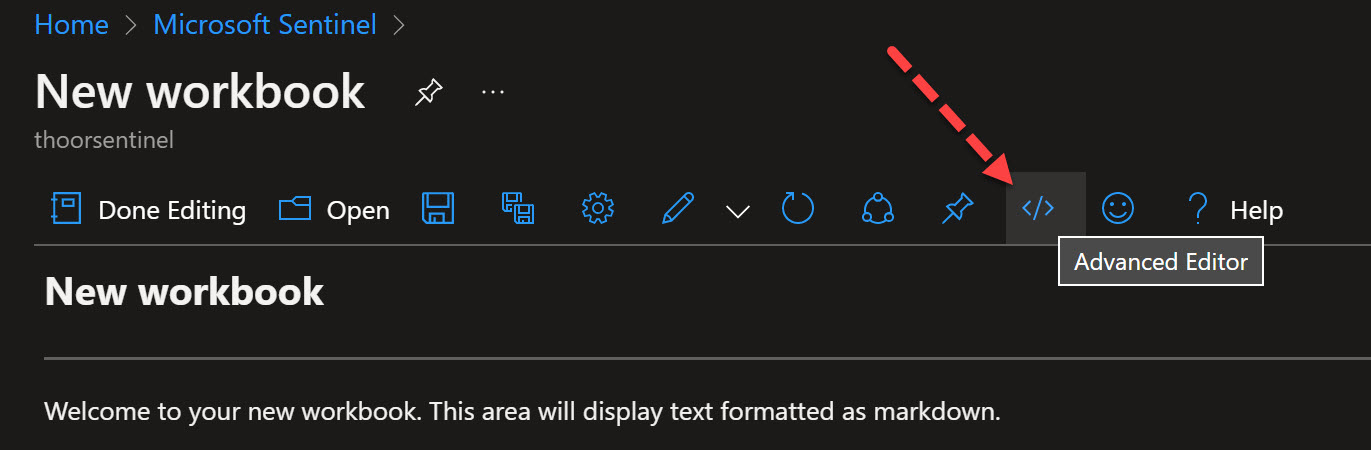 Home > Microsoft Sentinel >
New workbook ...
thoorsentinel
Done Editing Open </> ? Help
Advanced Editor
New workbook
Welcome to your new workbook. This area will display text formatted as markdown.